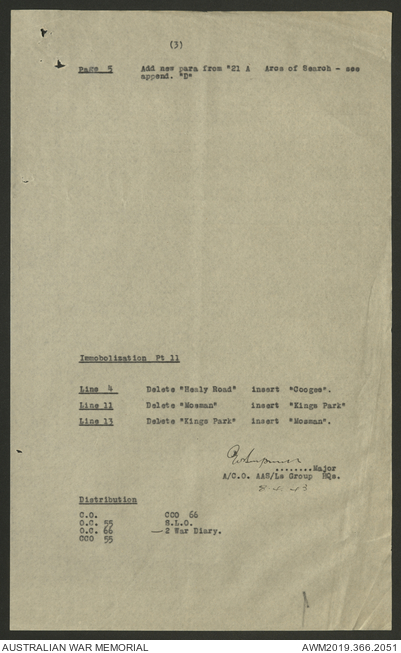 (3)
Page 5 Add new para from "21 A Arcs of Search - see
append. "D"
Immobolization Pt 11
Line 4 Delete "Healy Road" insert "Coogee".
Line 11 Delete "Mosman" insert "Kings Park"
Line 13 Delete "Kings Park" insert "Mosman".
........Major
A/C.O. AAS/Ls Group HQs.
Distribution
C.O. CCO 66
O.C. 55 S.L.O.
O.C. 66 — 2 War Diary.
CCO 55
AUSTRALIAN WAR MEMORIAL AWM2019.366.2051